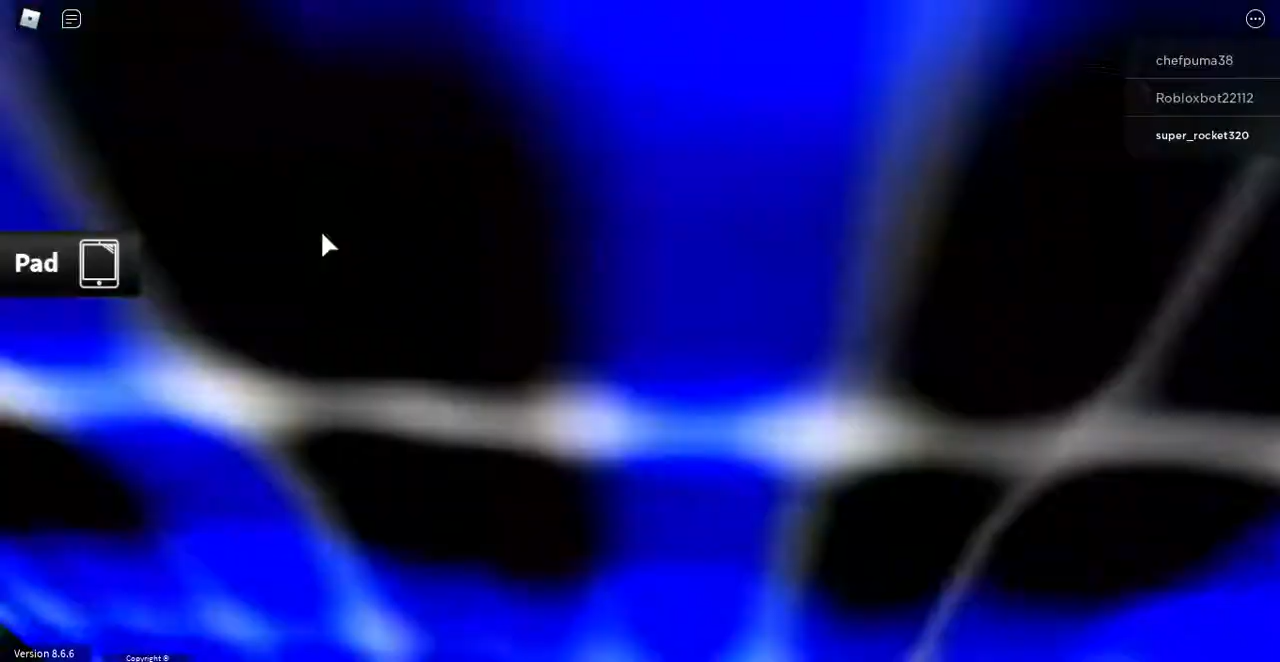 chefpuma38
Robloxbot22112
super_rocket320
Pad
Version 8.6.6
Copyright ®